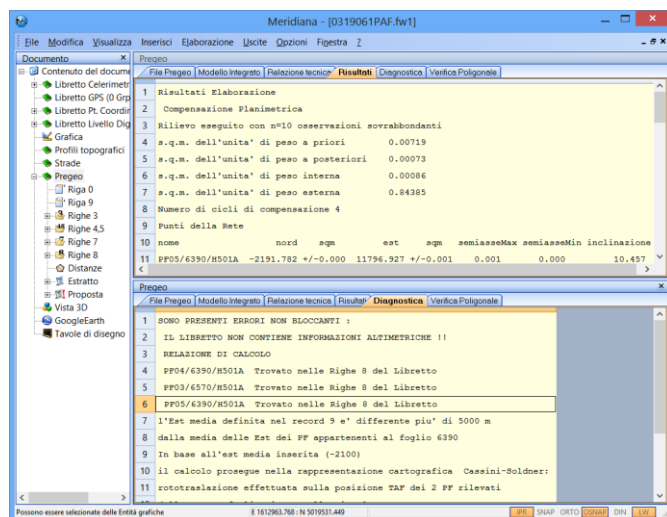 Meridiana - [0319061PAF.fw1]
File Modifica Visualizza Inserisci Elaborazione Uscite Opzioni Finestra ?
Documento
Contenuto del docume
Libretto Celerimetr
Libretto GPS (0 Grp
Libretto Pt. Coordin
Libretto Livello Dig
Grafica
Profili topografici
Strade
Pregeo
Riga 0
Riga 9
Righe 3
Righe 4,5
Righe 7
Righe 8
Distanze
Estratto
Proposta
Vista 3D
GoogleEarth
Tavole di disegno
Pregeo
File Pregeo Modello Integrato Relazione tecnica Risultati Diagnostica Verifica Poligonale
1 Risultati Elaborazione
2 Compensazione Planimetrica
3 Rilievo eseguito con n=10 osservazioni sovrabbondanti
4 s.q.m. dell'unita' di peso a priori 0.00719
5 s.q.m. dell'unita' di peso a posteriori 0.00073
6 s.q.m. dell'unita' di peso interna 0.00086
7 s.q.m. dell'unita' di peso esterna 0.84385
8 Numero di cicli di compensazione 4
9 Punti della Rete
10 nome nord sqm est sqm semiasseMax semiasseMin inclinazione
11 PF05/6390/H501A -2191.782 +/-0.000 11796.927 +/-0.001 0.001 0.000 10.457
Pregeo
File Pregeo Modello Integrato Relazione tecnica Risultati Diagnostica Verifica Poligonale
1 SONO PRESENTI ERRORI NON BLOCCANTI :
2 IL LIBRETTO NON CONTIENE INFORMAZIONI ALTIMETRICHE !!
3 RELAZIONE DI CALCOLO
4 PF04/6390/H501A Trovato nelle Righe 8 del Libretto
5 PF03/6570/H501A Trovato nelle Righe 8 del Libretto
6 PF05/6390/H501A Trovato nelle Righe 8 del Libretto
7 l'Est media definita nel record 9 e' differente piu' di 5000 m
8 dalla media delle Est dei PF appartenenti al foglio 6390
9 In base all'est media inserita (-2100)
10 il calcolo prosegue nella rappresentazione cartografica Cassini-Soldner:
11 rototraslazione effettuata sulla posizione TAF dei 2 PF rilevati
Possono essere selezionate delle Entità grafiche E 1612963.768 : N 5019531.449 IPR SNAP ORTO OSNAP DIN LW